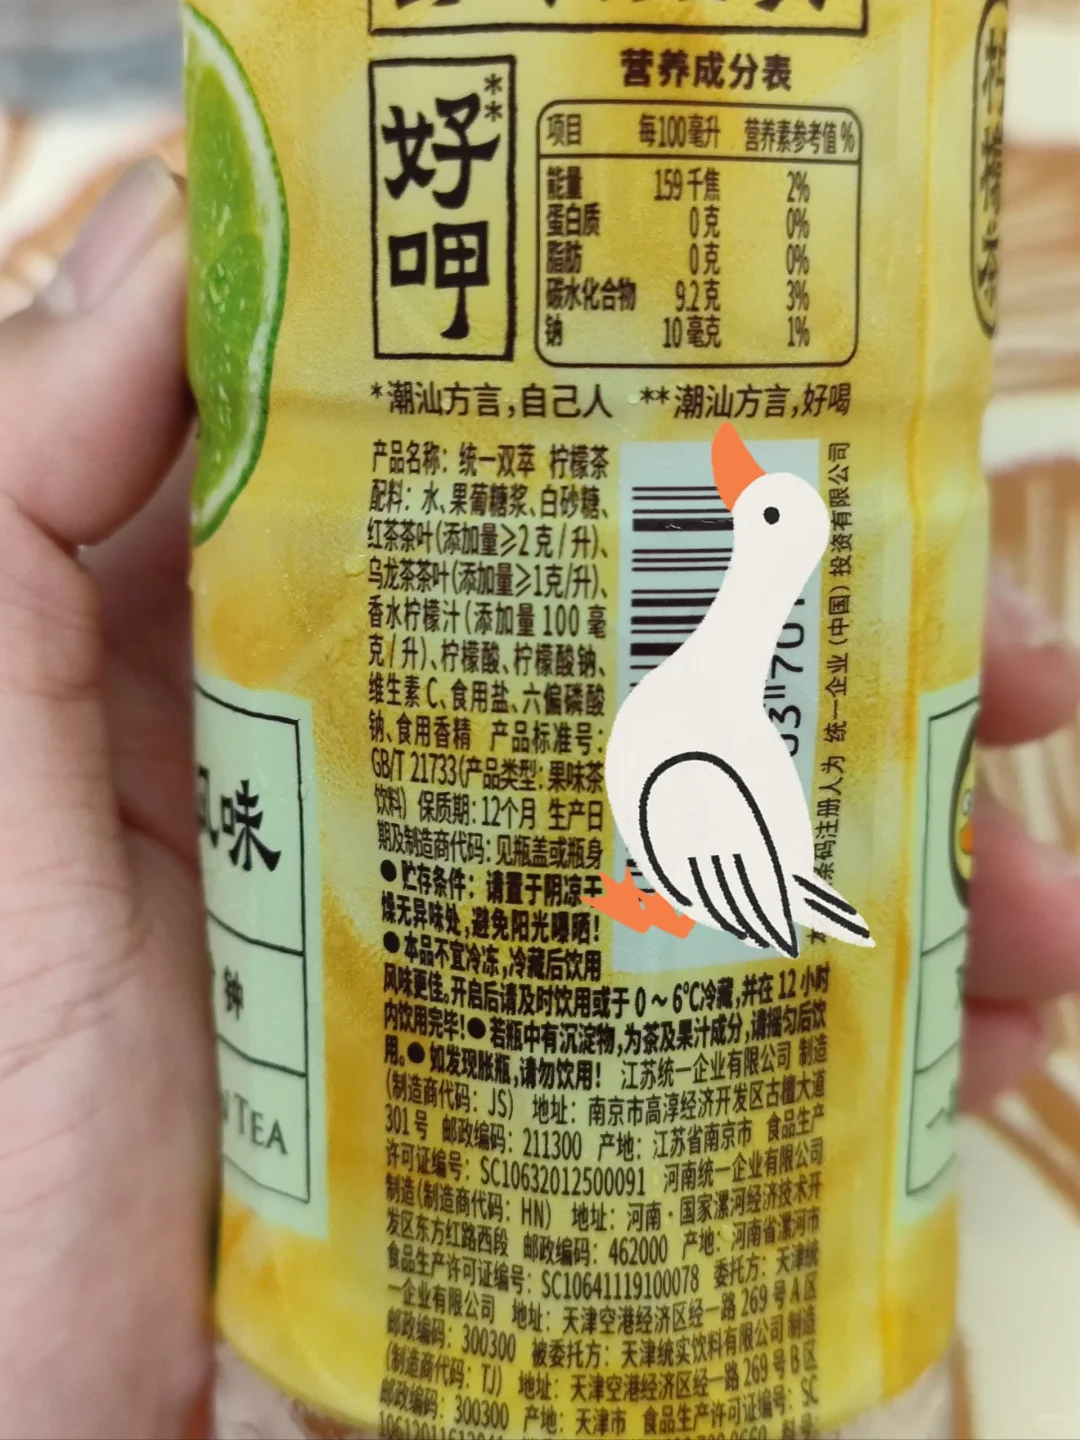 好呷**
营养成分表
项目 每100毫升 营养素参考值%
能量 159千焦 2%
蛋白质 0克 0%
脂肪 0克 0%
碳水化合物 9.2克 3%
钠 10毫克 1%
*潮汕方言,自己人 **潮汕方言,好喝
产品名称:统一双萃 柠檬茶
配料:水、果葡糖浆、白砂糖、
红茶茶叶(添加量≥2克/升)、
乌龙茶茶叶(添加量≥1克/升)、
香水柠檬汁(添加量100毫
克/升)、柠檬酸、柠檬酸钠、
维生素C、食用盐、六偏磷酸
钠、食用香精 产品标准号:
GB/T 21733(产品类型:果味茶
饮料) 保质期:12个月 生产日
期及制造商代码:见瓶盖或瓶身
●贮存条件:请置于阴凉干
燥无异味处,避免阳光曝晒!
●本品不宜冷冻,冷藏后饮用
风味更佳。开启后请及时饮用或于0~6℃冷藏,并在12小时
内饮用完毕!●若瓶中有沉淀物,为茶及果汁成分,请摇匀后饮
用。●如发现胀瓶,请勿饮用! 江苏统一企业有限公司 制造
(制造商代码:JS) 地址:南京市高淳经济开发区古檀大道
301号 邮政编码:211300 产地:江苏省南京市 食品生产
许可证编号:SC10632012500091 河南统一企业有限公司
制造(制造商代码:HN) 地址:河南·国家漯河经济技术开
发区东方红路西段 邮政编码:462000 产地:河南省漯河市
食品生产许可证编号:SC10641119100078 委托方:天津统
一企业有限公司 地址:天津空港经济区经一路269号A区
邮政编码:300300 被委托方:天津统实饮料有限公司 制造
(制造商代码:TJ) 地址:天津空港经济区经一路269号B区
邮政编码:300300 产地:天津市 食品生产许可证编号:SC
条码注册人为 统一企业(中国)投资有限公司
味
钟
TEA